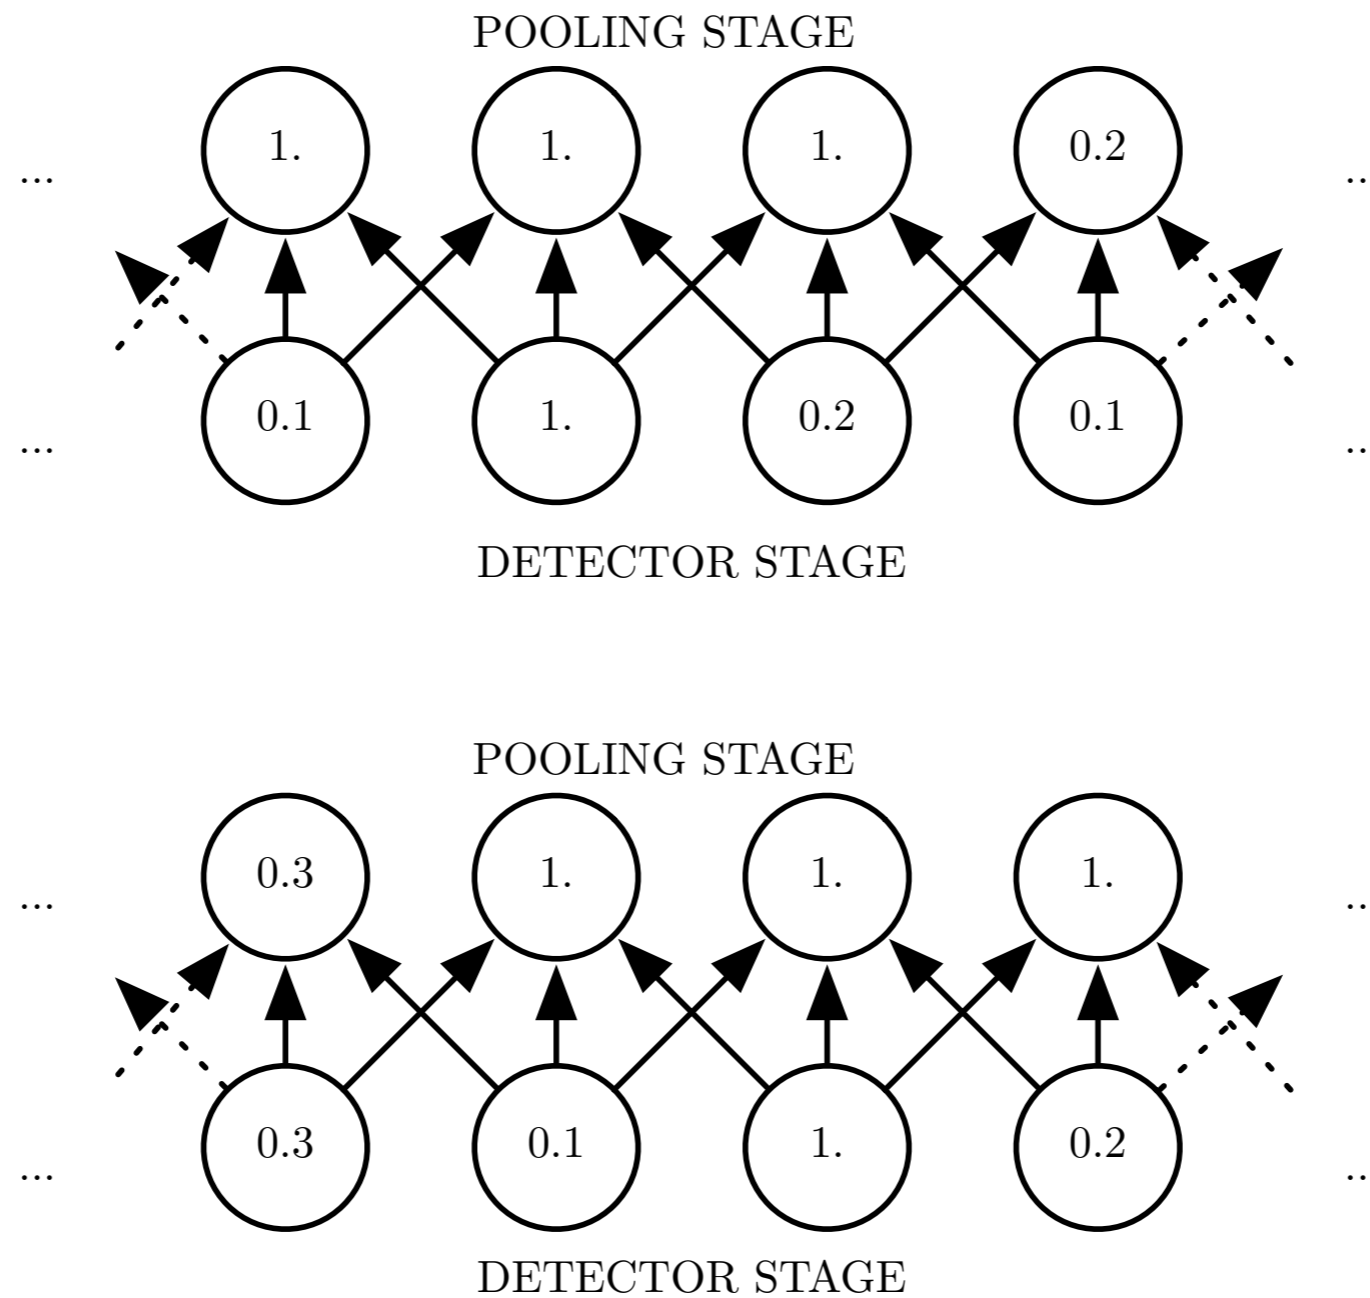 POOLING STAGE
... 1. 1. 1. 0.2 ..
... 0.1 1. 0.2 0.1 ..
DETECTOR STAGE
POOLING STAGE
... 0.3 1. 1. 1. ..
... 0.3 0.1 1. 0.2 ..
DETECTOR STAGE